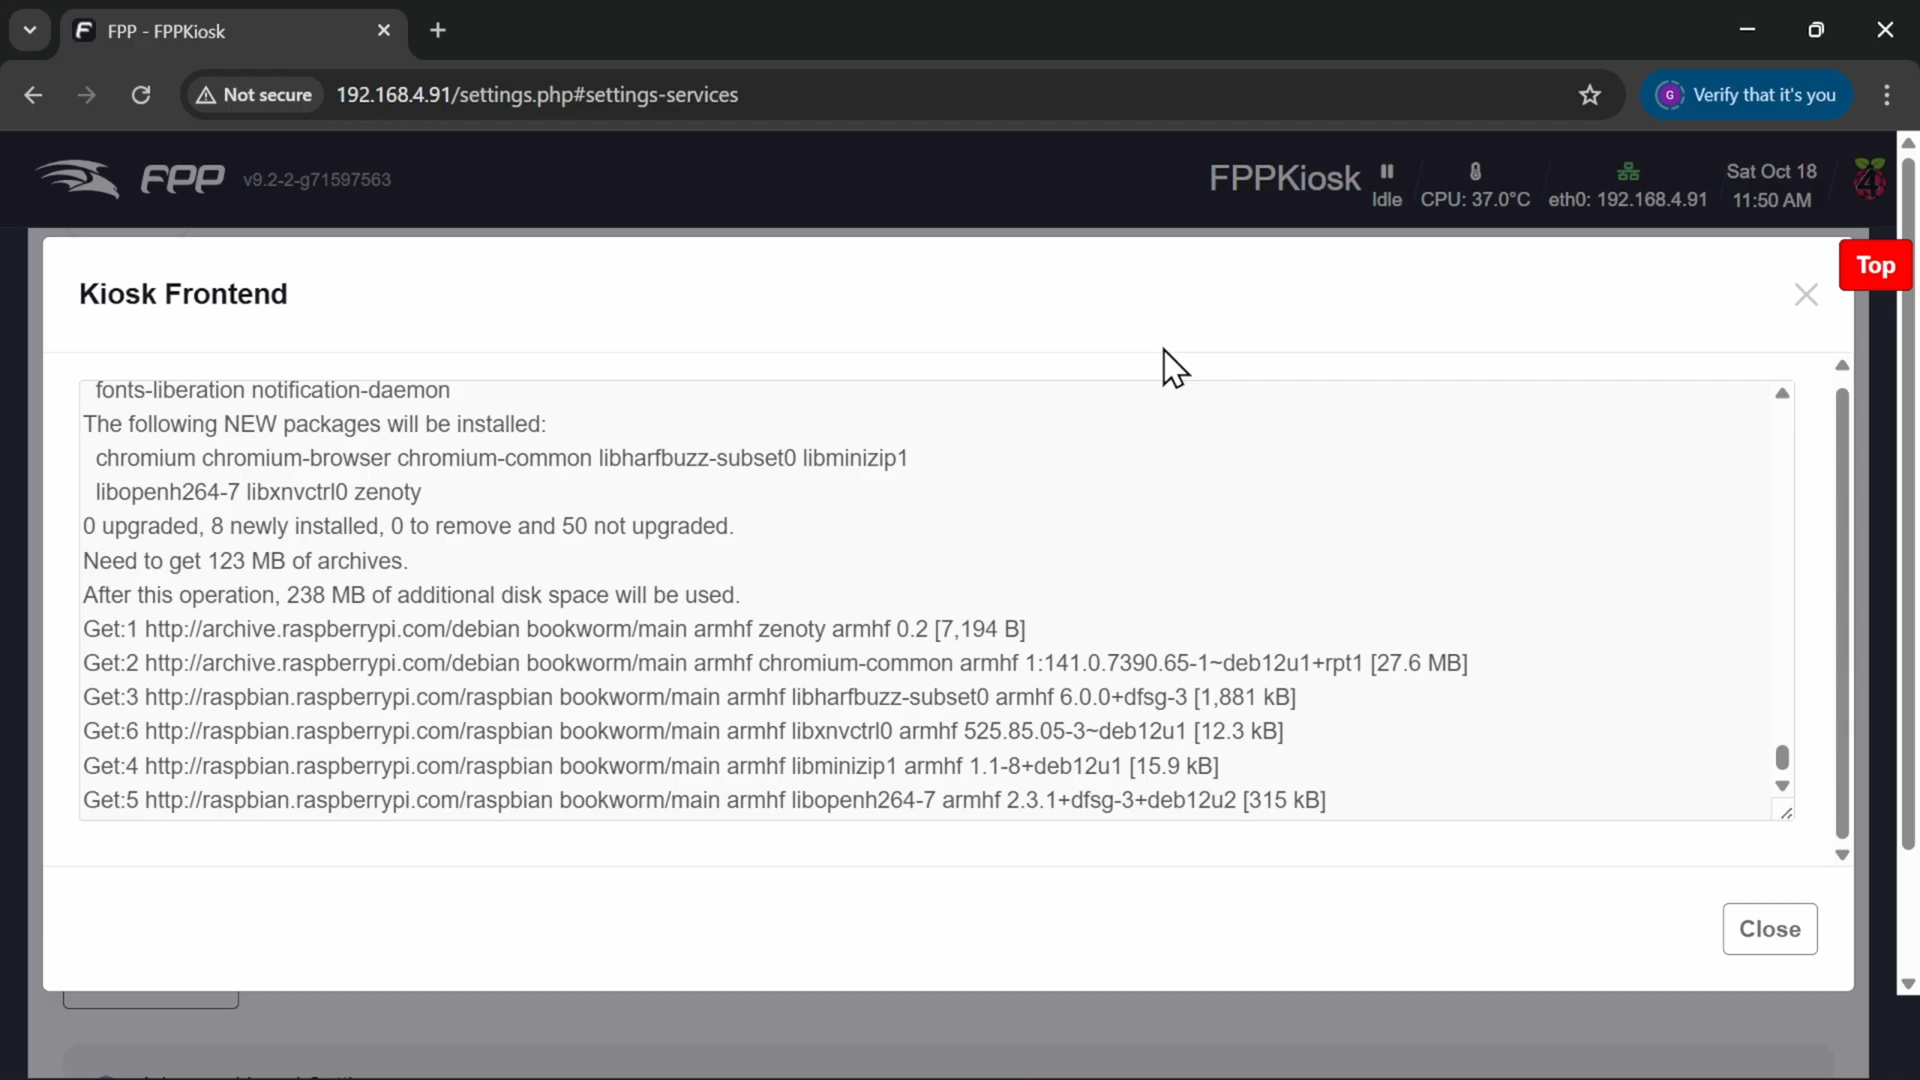 FPP - FPPKiosk
Not secure
192.168.4.91/settings.php#settings-services
G
Verify that it's you
FPP
v9.2-2-g71597563
FPPKiosk
Idle
CPU: 37.0°C
eth0: 192.168.4.91
Sat Oct 18
11:50 AM
4
Top
Kiosk Frontend
fonts-liberation notification-daemon
The following NEW packages will be installed:
chromium chromium-browser chromium-common libharfbuzz-subset0 libminizip1
libopenh264-7 libxnvctrl0 zenoty
0 upgraded, 8 newly installed, 0 to remove and 50 not upgraded.
Need to get 123 MB of archives.
After this operation, 238 MB of additional disk space will be used.
Get:1 http://archive.raspberrypi.com/debian bookworm/main armhf zenoty armhf 0.2 [7,194 B]
Get:2 http://archive.raspberrypi.com/debian bookworm/main armhf chromium-common armhf 1:141.0.7390.65-1~deb12u1+rpt1 [27.6 MB]
Get:3 http://raspbian.raspberrypi.com/raspbian bookworm/main armhf libharfbuzz-subset0 armhf 6.0.0+dfsg-3 [1,881 kB]
Get:6 http://raspbian.raspberrypi.com/raspbian bookworm/main armhf libxnvctrl0 armhf 525.85.05-3~deb12u1 [12.3 kB]
Get:4 http://raspbian.raspberrypi.com/raspbian bookworm/main armhf libminizip1 armhf 1.1-8+deb12u1 [15.9 kB]
Get:5 http://raspbian.raspberrypi.com/raspbian bookworm/main armhf libopenh264-7 armhf 2.3.1+dfsg-3+deb12u2 [315 kB]
Close